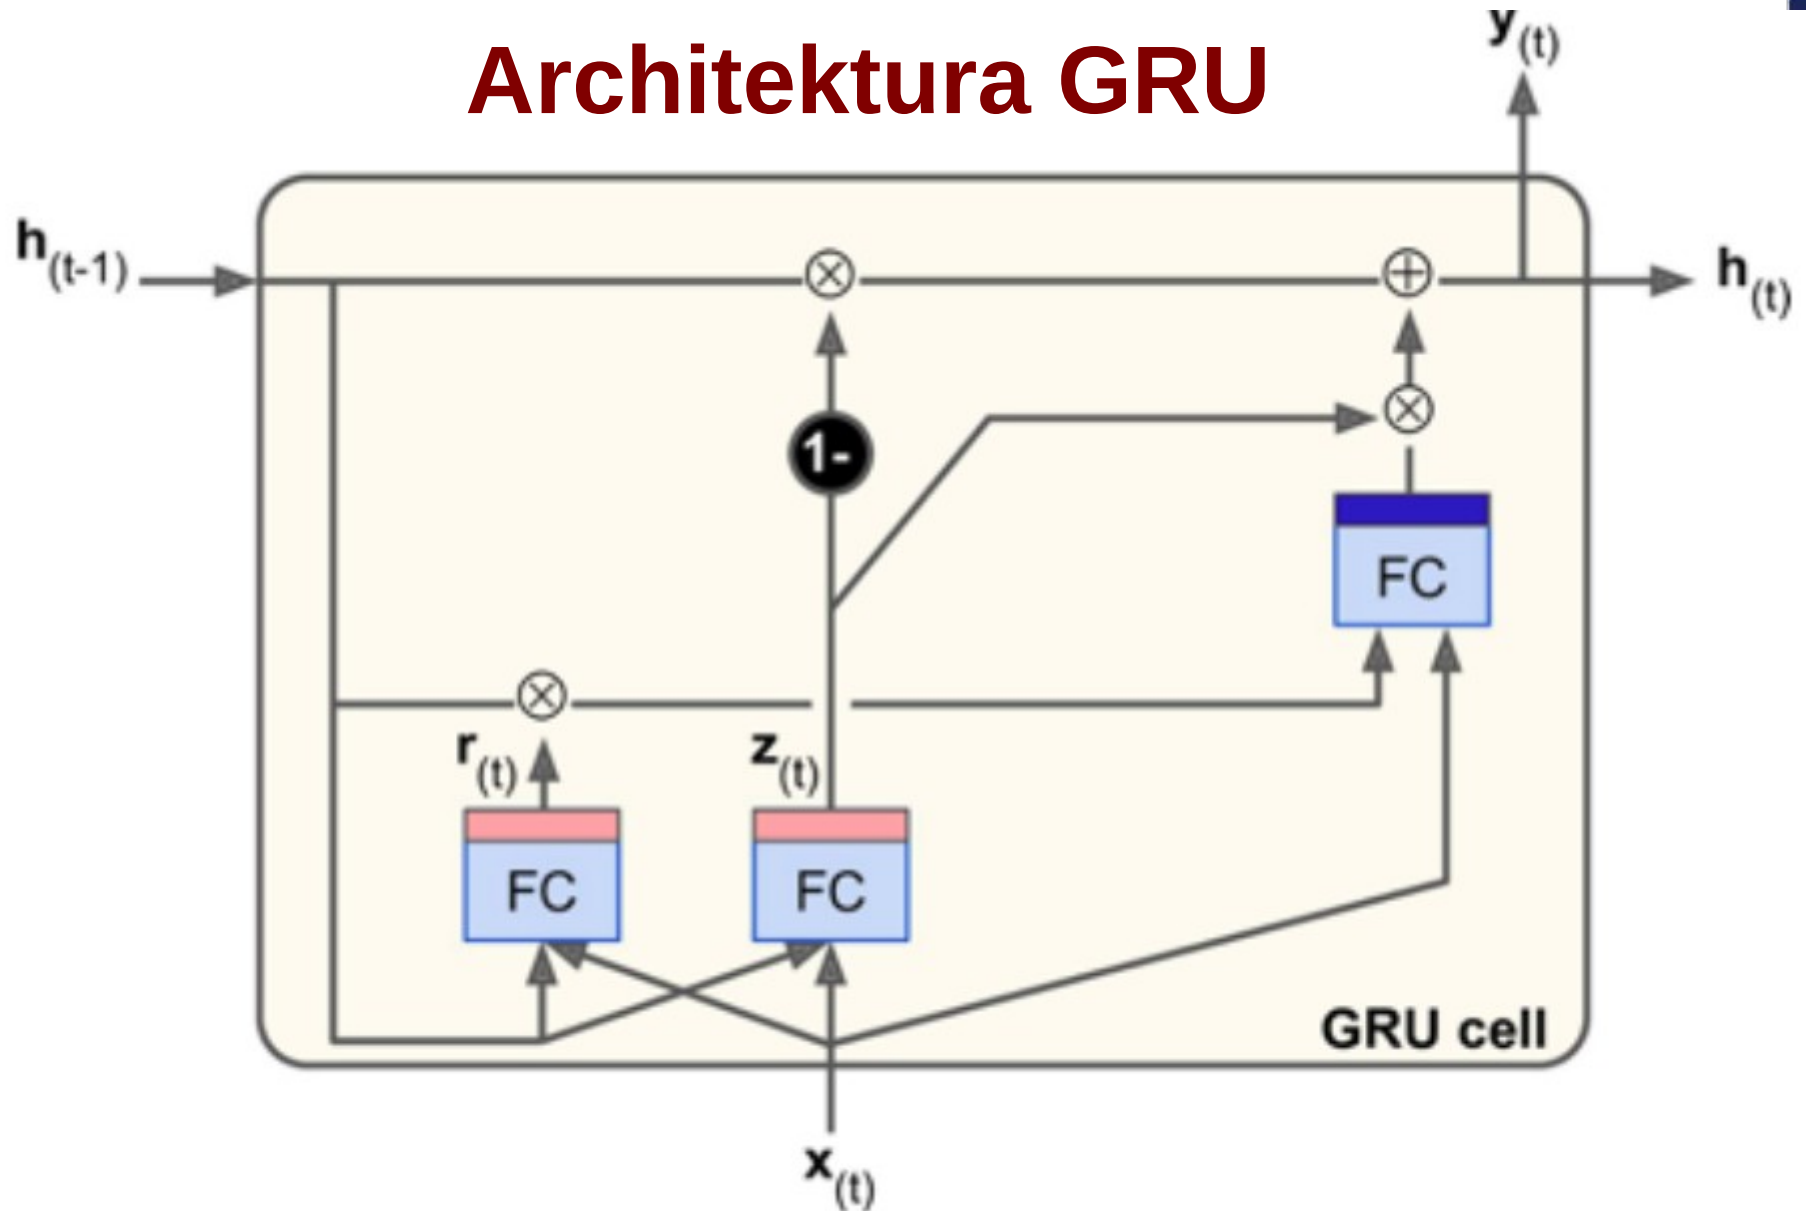 Architektura GRU
y(t)
h(t-1)
h(t)
1-
FC
r(t)
z(t)
FC
FC
GRU cell
x(t)